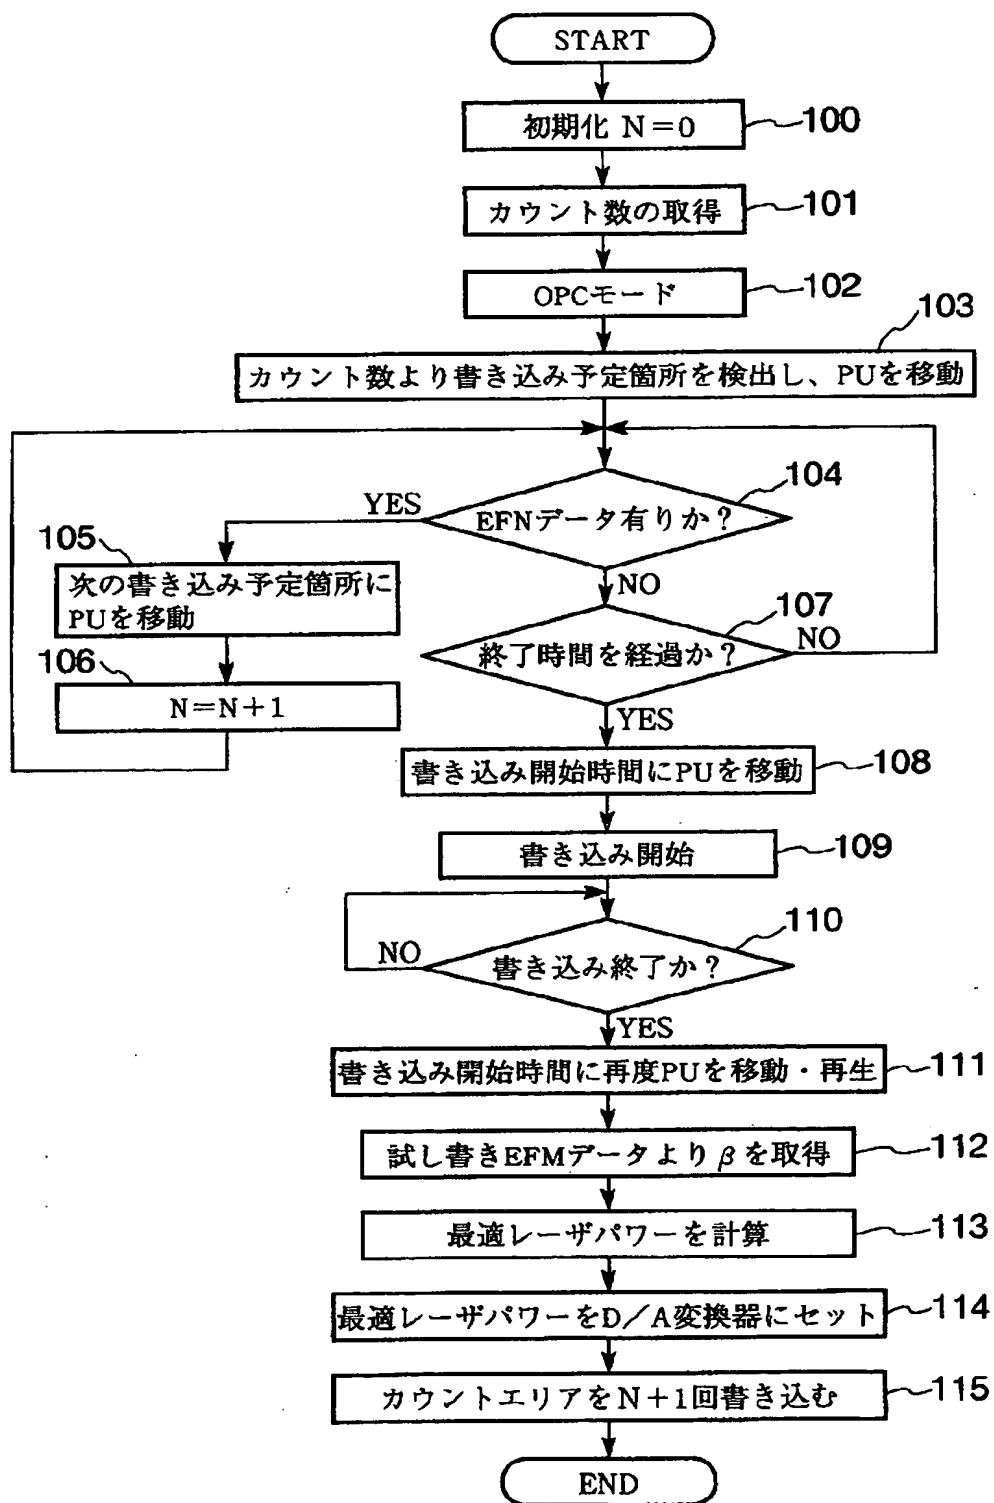 START
初期化 N=0
100
カウント数の取得
101
OPCモード
102
103
カウント数より書き込み予定箇所を検出し、PUを移動
104
YES
EFNデータ有りか?
105
次の書き込み予定箇所に
PUを移動
NO
107
終了時間を経過か?
NO
106
N=N+1
YES
書き込み開始時間にPUを移動
108
書き込み開始
109
110
NO
書き込み終了か?
YES
書き込み開始時間に再度PUを移動・再生
111
試し書きEFMデータよりβを取得
112
最適レーザパワーを計算
113
最適レーザパワーをD/A変換器にセット
114
カウントエリアをN+1回書き込む
115
END